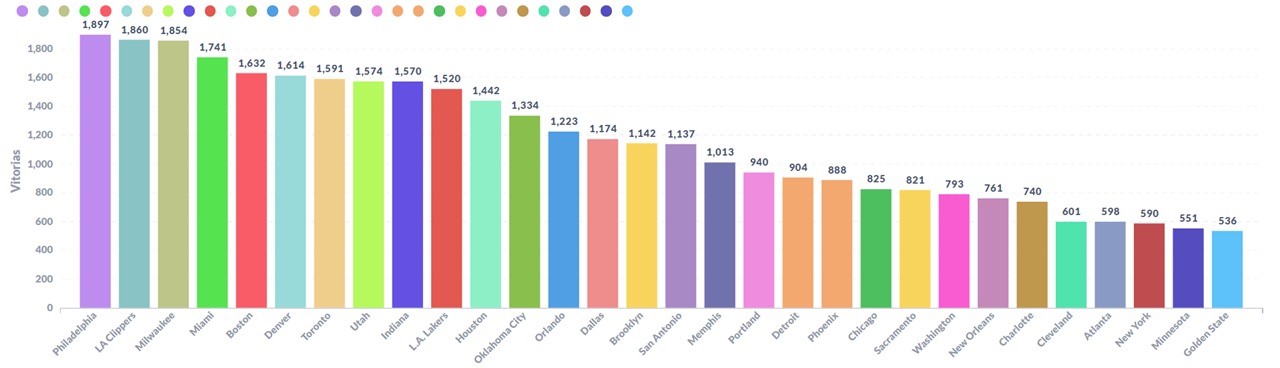 1,897
1,860
1,854
1,741
1,632
1,614
1,591
1,574
1,570
1,520
1,442
1,334
1,223
1,174
1,142
1,137
1,013
940
904
888
825
821
793
761
740
601
598
590
551
536
Vitorias
1,800
1,600
1,400
1,200
1,000
800
600
400
200
0
Philadelphia
LA Clippers
Milwaukee
Miami
Boston
Denver
Toronto
Utah
Indiana
L.A. Lakers
Houston
Oklahoma City
Orlando
Dallas
Brooklyn
San Antonio
Memphis
Portland
Detroit
Phoenix
Chicago
Sacramento
Washington
New Orleans
Charlotte
Cleveland
Atlanta
New York
Minnesota
Golden State